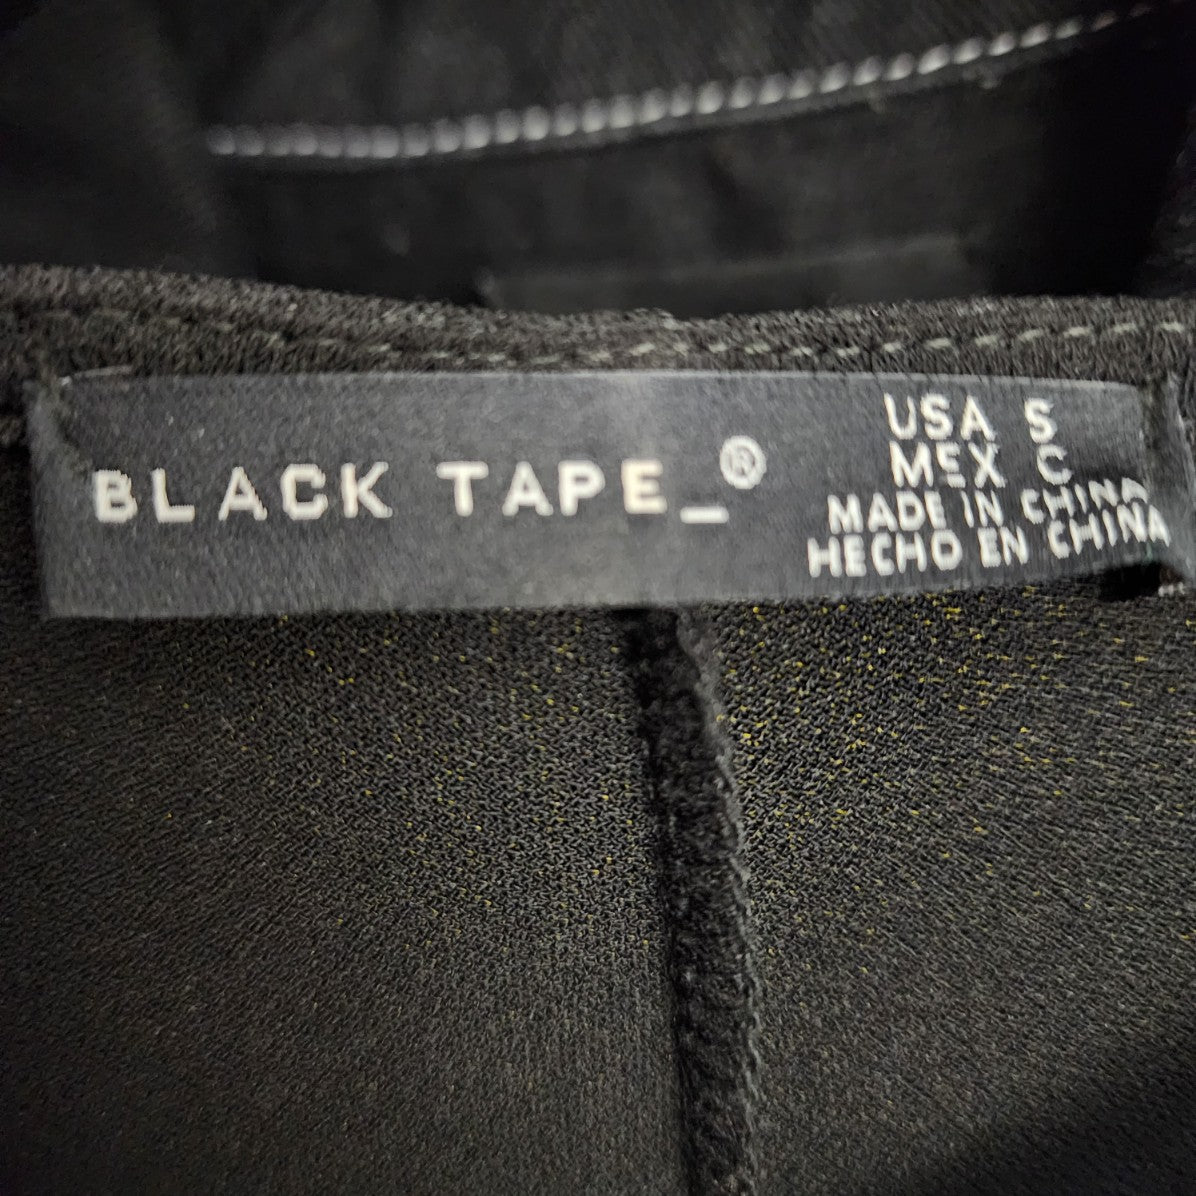 BLACK TAPE_®
USA S
MEX C
MADE IN CHINA
HECHO EN CHINA